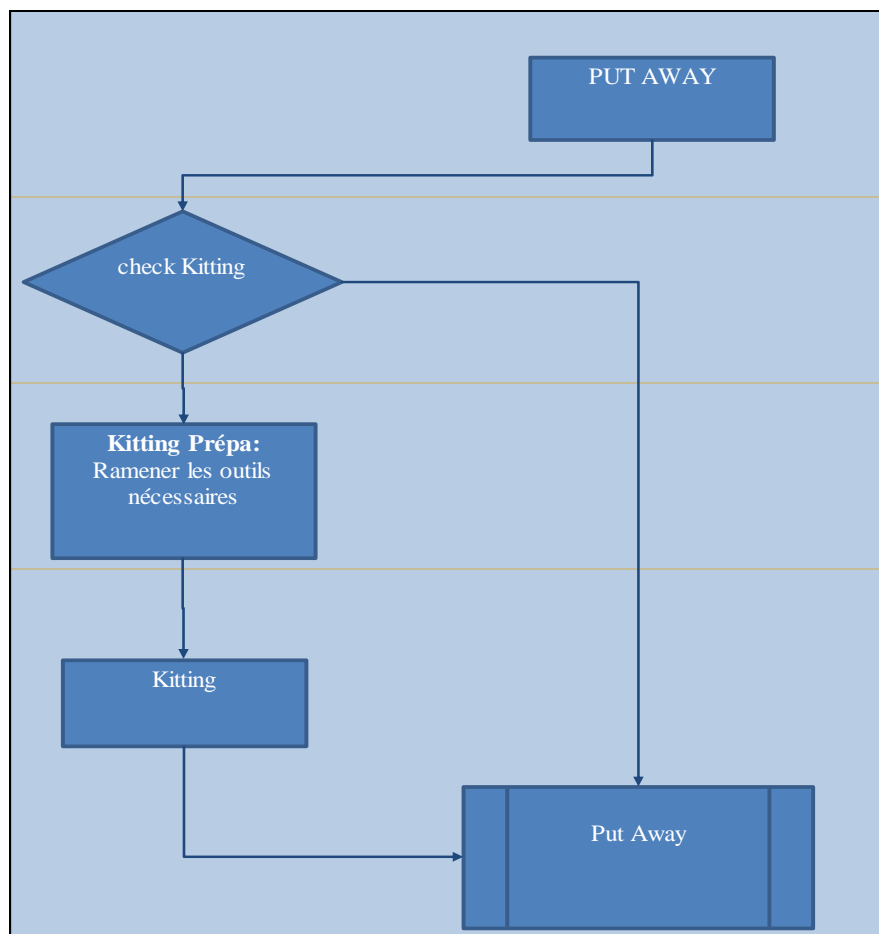 PUT AWAY
check Kitting
Kitting Prépa:
Ramener les outils
nécessaires
Kitting
Put Away